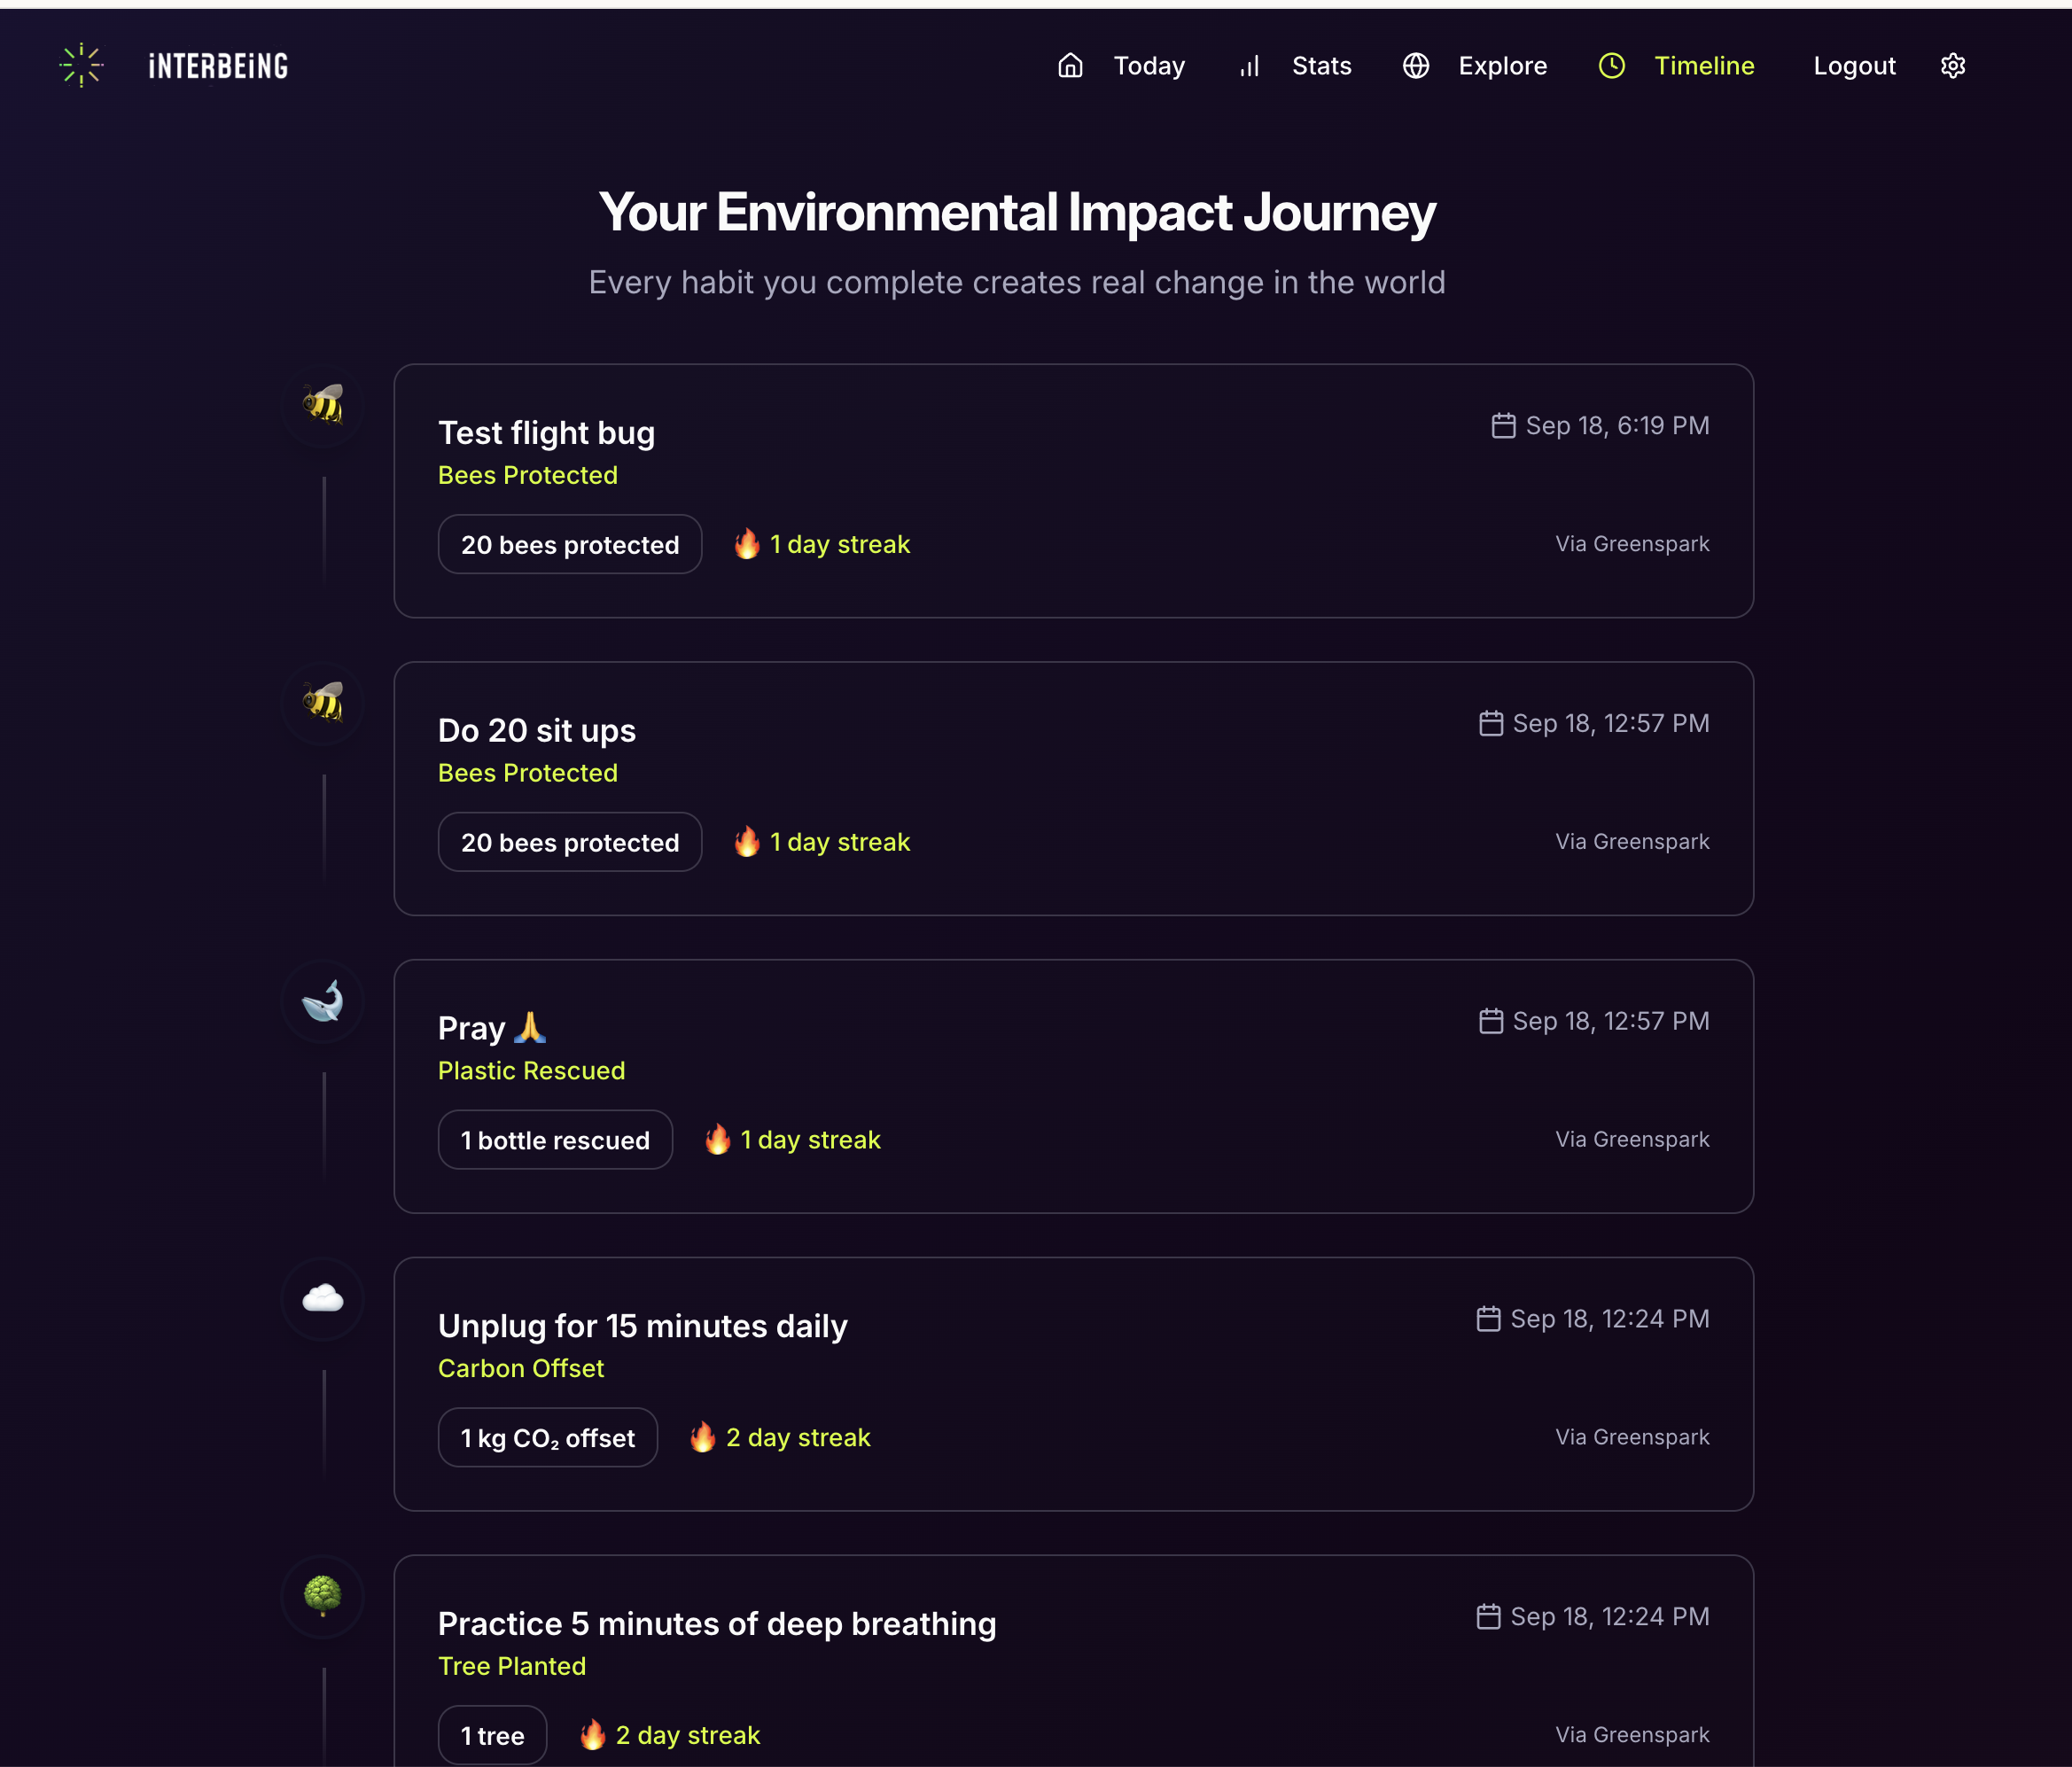 iNTERBEiNG
Today
Stats
Explore
Timeline
Logout
Your Environmental Impact Journey
Every habit you complete creates real change in the world
Test flight bug
Sep 18, 6:19 PM
Bees Protected
20 bees protected
🔥 1 day streak
Via Greenspark
Do 20 sit ups
Sep 18, 12:57 PM
Bees Protected
20 bees protected
🔥 1 day streak
Via Greenspark
Pray 🙏
Sep 18, 12:57 PM
Plastic Rescued
1 bottle rescued
🔥 1 day streak
Via Greenspark
Unplug for 15 minutes daily
Sep 18, 12:24 PM
Carbon Offset
1 kg CO₂ offset
🔥 2 day streak
Via Greenspark
Practice 5 minutes of deep breathing
Sep 18, 12:24 PM
Tree Planted
1 tree
🔥 2 day streak
Via Greenspark